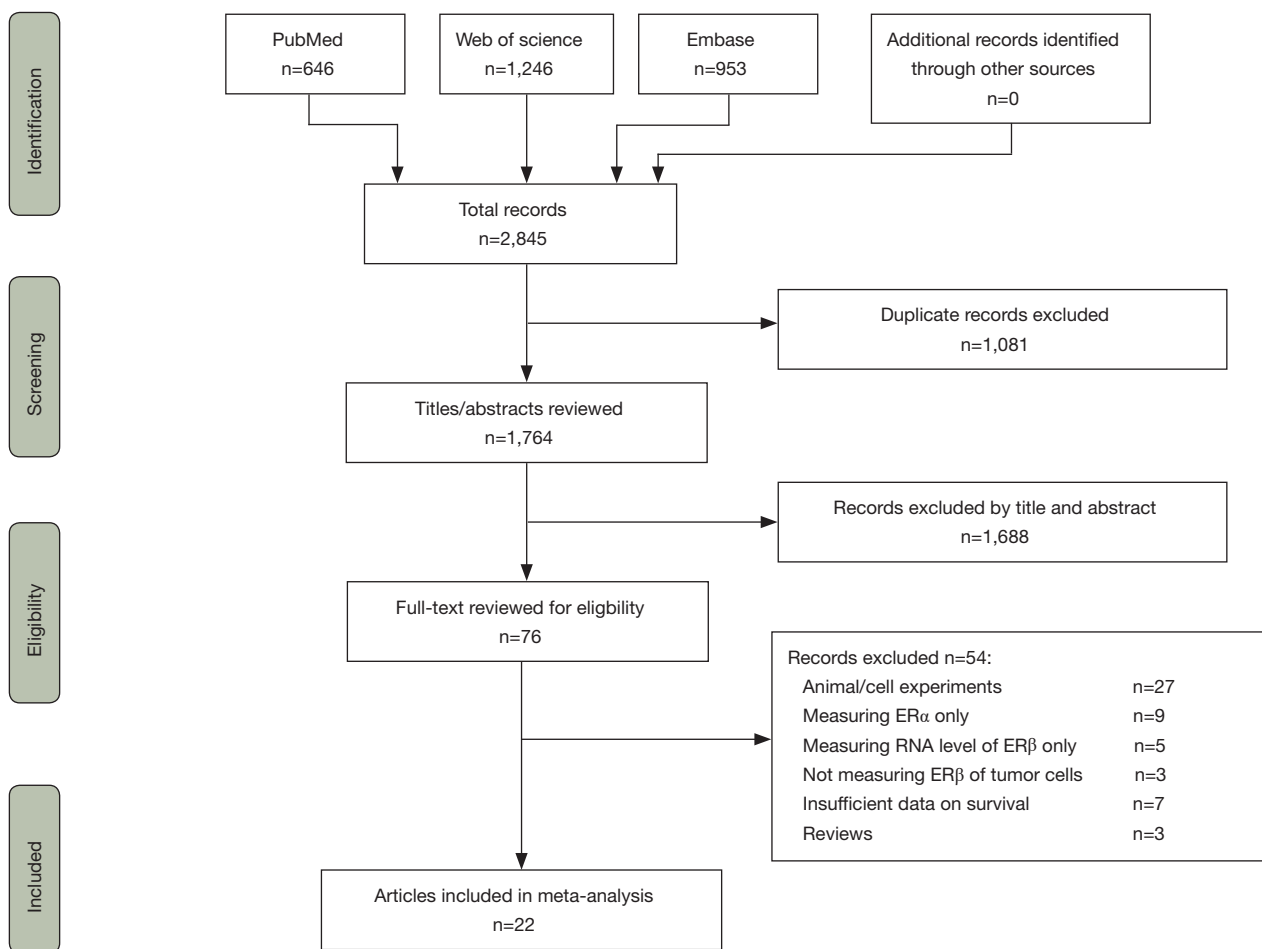 Identification
PubMed
n=646
Web of science
n=1,246
Embase
n=953
Additional records identified
through other sources
n=0
Total records
n=2,845
Screening
Duplicate records excluded
n=1,081
Titles/abstracts reviewed
n=1,764
Records excluded by title and abstract
n=1,688
Eligibility
Full-text reviewed for eligbility
n=76
Records excluded n=54:
Animal/cell experiments n=27
Measuring ERα only n=9
Measuring RNA level of ERβ only n=5
Not measuring ERβ of tumor cells n=3
Insufficient data on survival n=7
Reviews n=3
Included
Articles included in meta-analysis
n=22